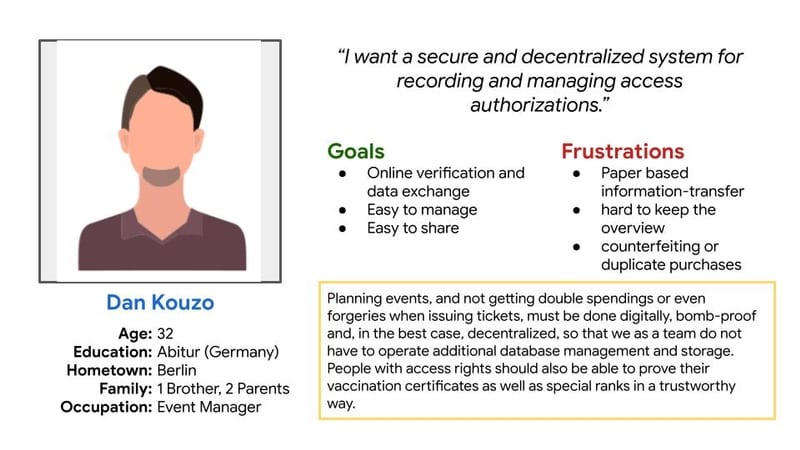 “I want a secure and decentralized system for
recording and managing access
authorizations.”
Goals
● Online verification and
data exchange
● Easy to manage
● Easy to share
Frustrations
● Paper based
information-transfer
● hard to keep the
overview
● counterfeiting or
duplicate purchases
Dan Kouzo
Age: 32
Education: Abitur (Germany)
Hometown: Berlin
Family: 1 Brother, 2 Parents
Occupation: Event Manager
Planning events, and not getting double spendings or even
forgeries when issuing tickets, must be done digitally, bomb-proof
and, in the best case, decentralized, so that we as a team do not
have to operate additional database management and storage.
People with access rights should also be able to prove their
vaccination certificates as well as special ranks in a trustworthy
way.